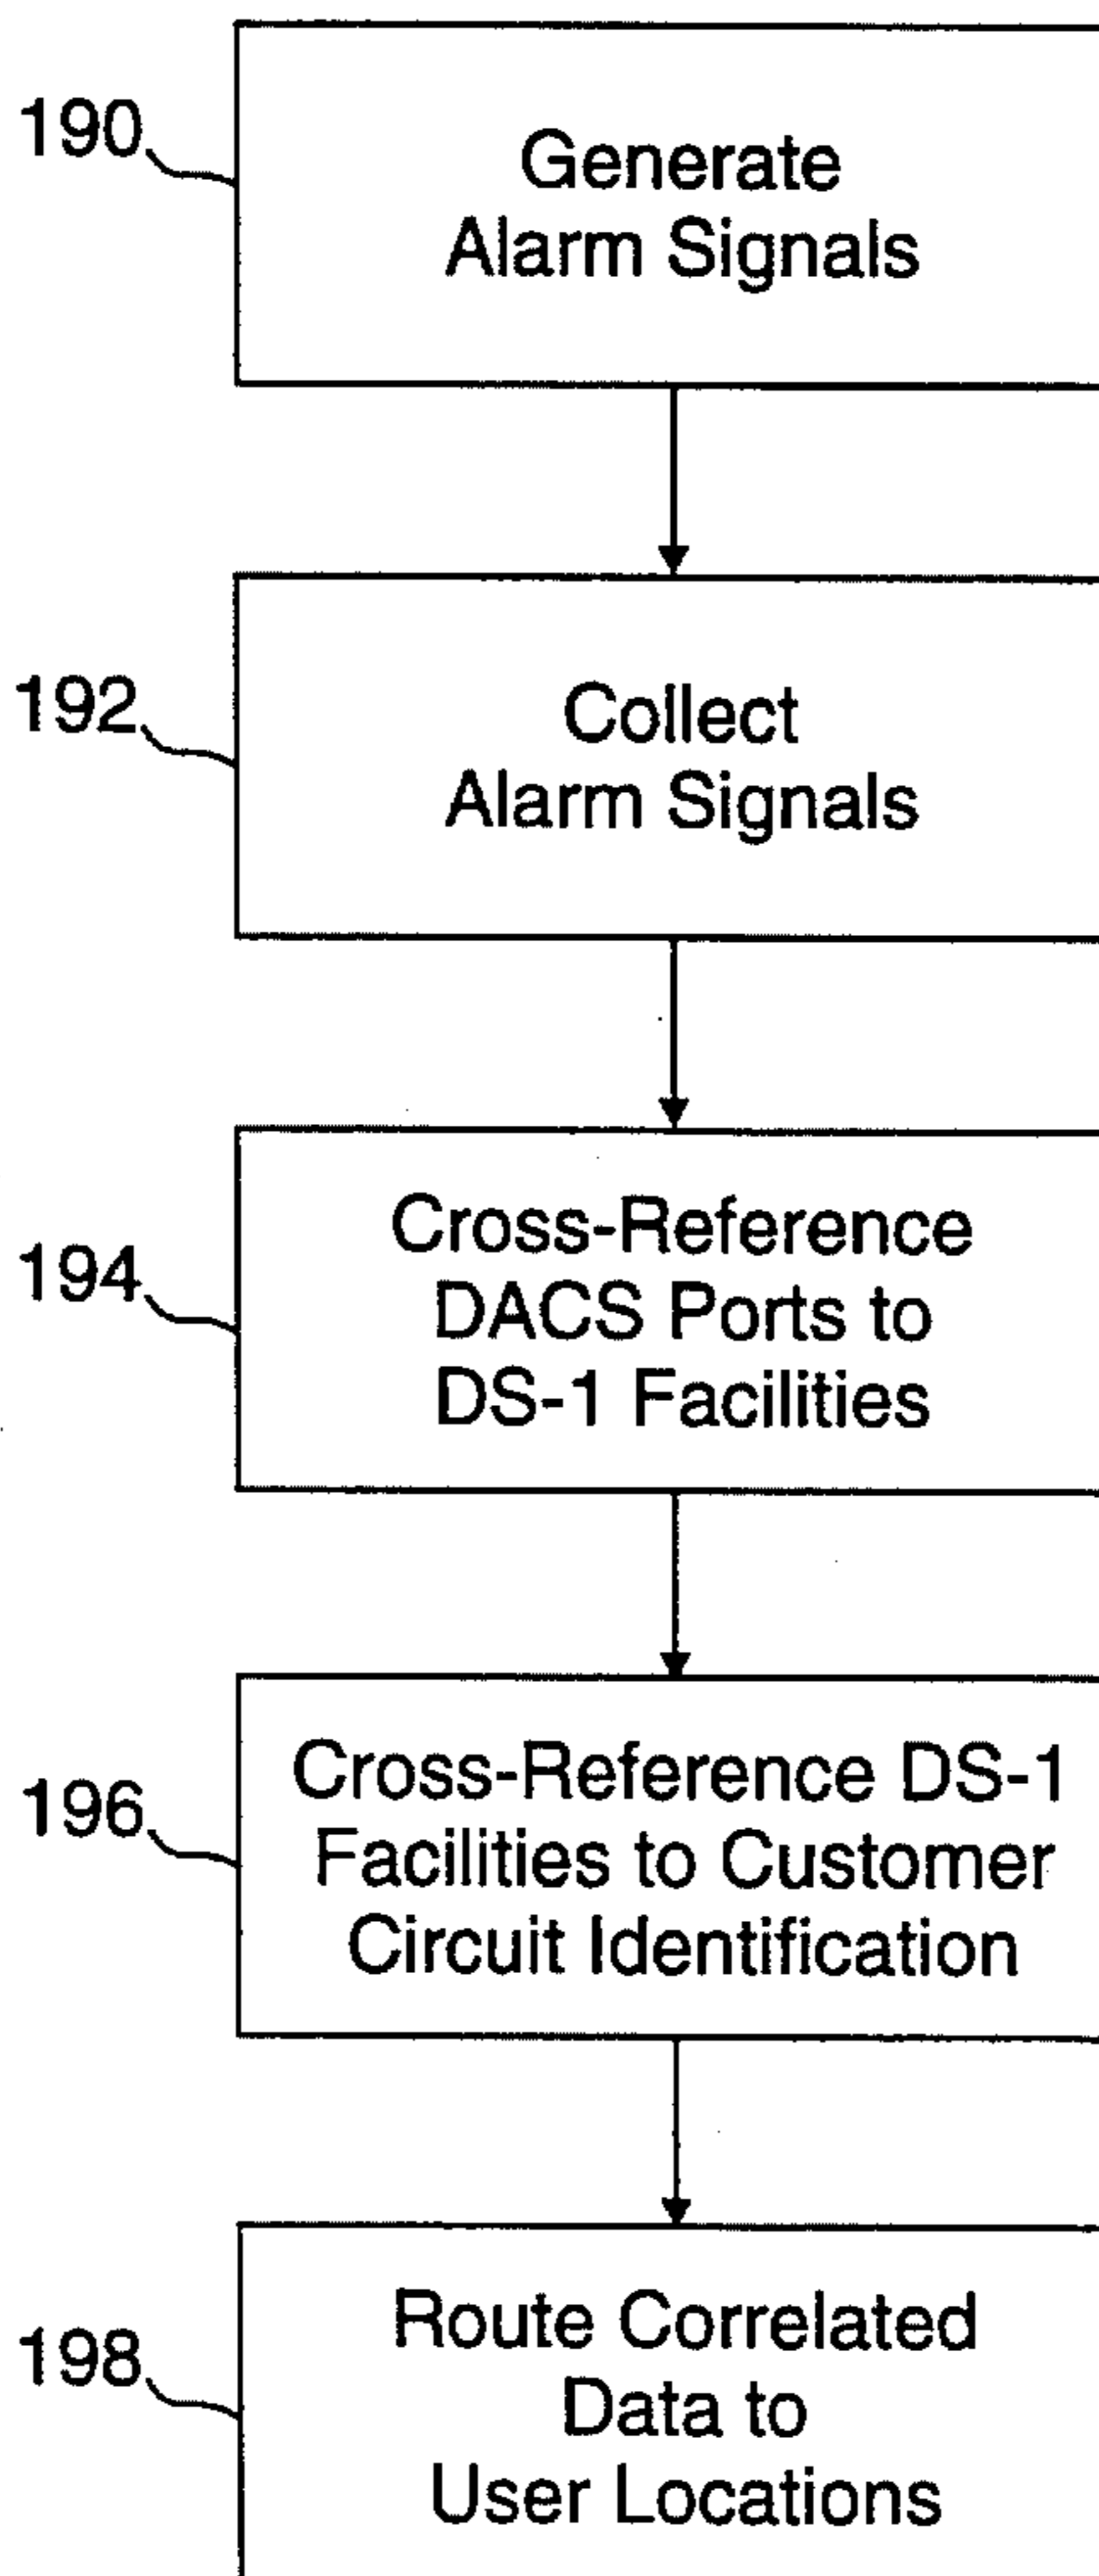 190
Generate
Alarm Signals
192
Collect
Alarm Signals
194
Cross-Reference
DACS Ports to
DS-1 Facilities
196
Cross-Reference DS-1
Facilities to Customer
Circuit Identification
198
Route Correlated
Data to
User Locations